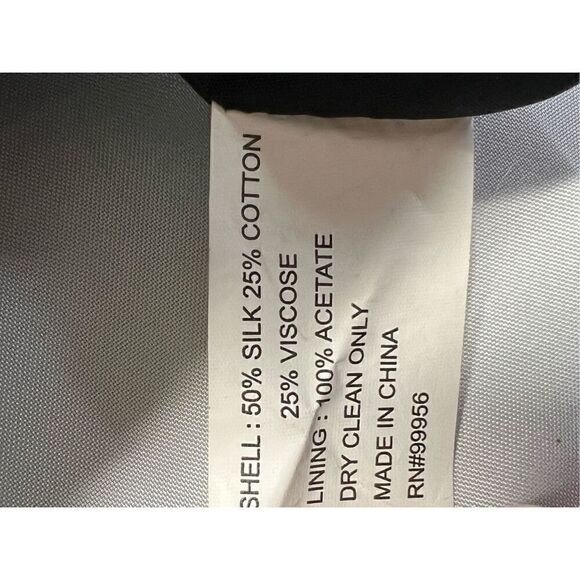 SHELL : 50% SILK 25% COTTON
25% VISCOSE
LINING : 100% ACETATE
DRY CLEAN ONLY
MADE IN CHINA
RN#99956